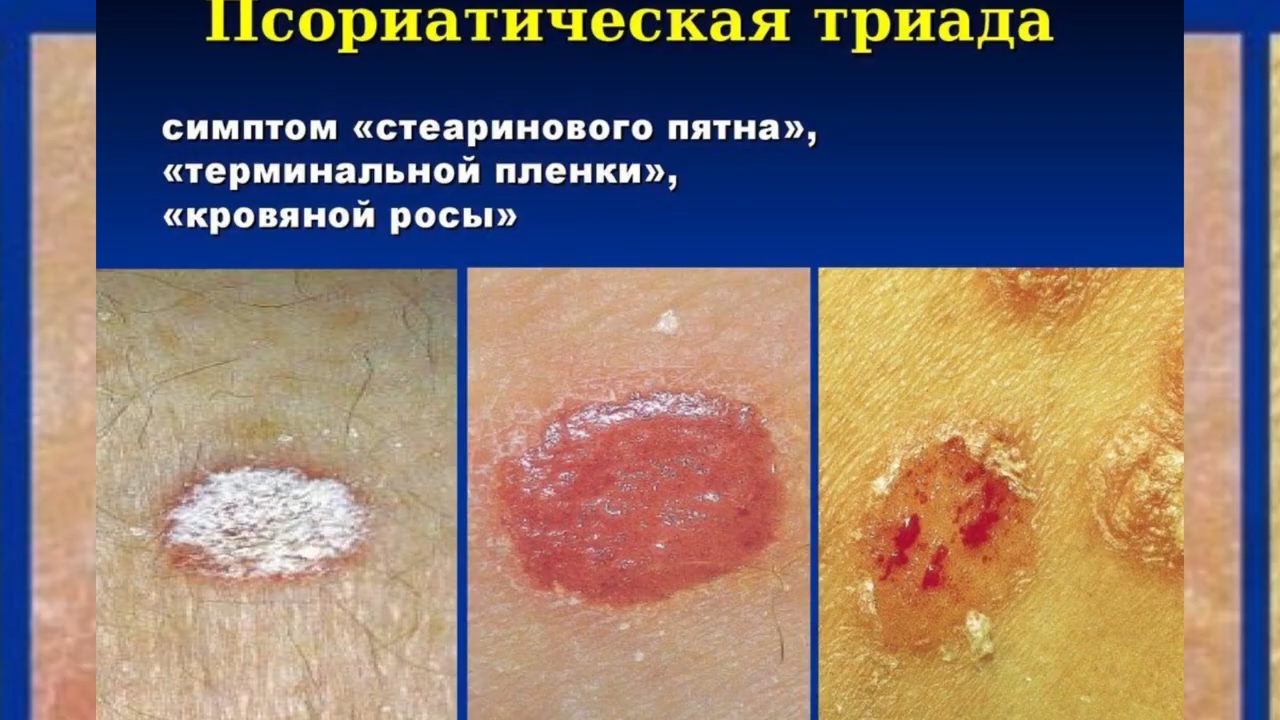 Псориатическая триада
симптом «стеаринового пятна»,
«терминальной пленки»,
«кровяной росы»